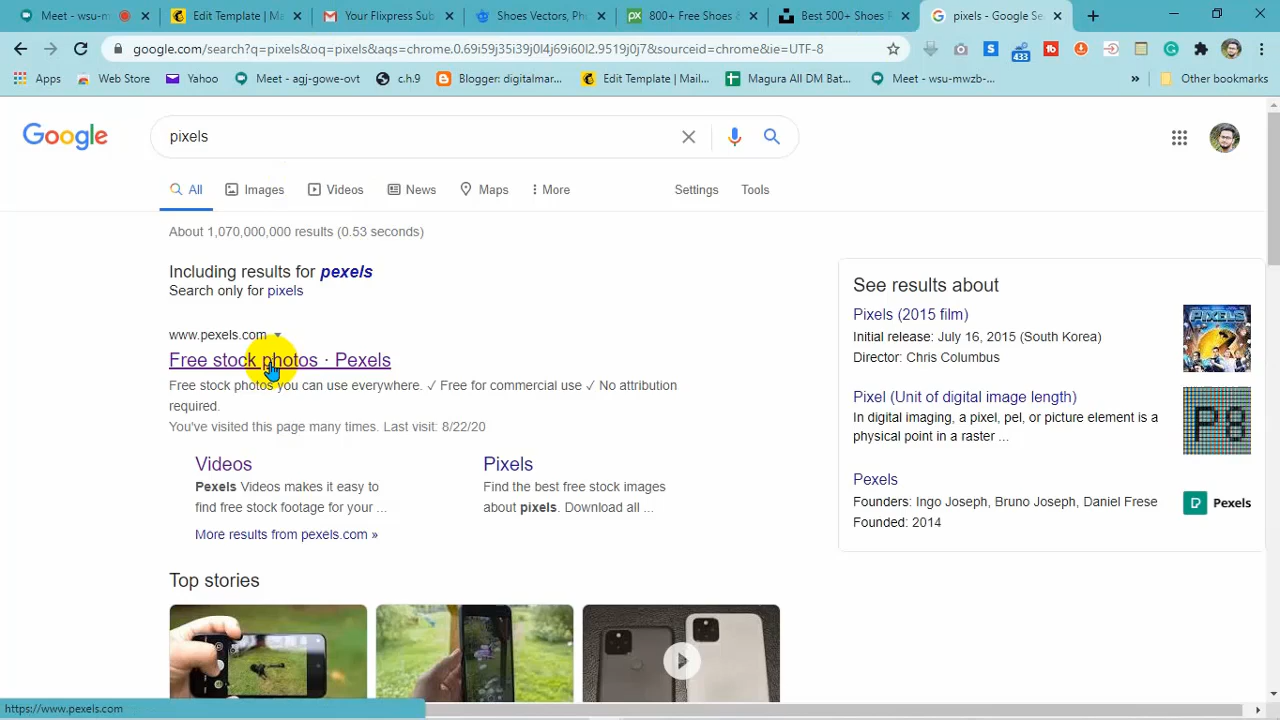 Meet - wsu-m
Edit Template | Ma
Your Flixpress Sub
Shoes Vectors, Ph
800+ Free Shoes &
Best 500+ Shoes
pixels - Google Se
google.com/search?q=pixels&oq=pixels&aqs=chrome.0.69i59j35i39j0l4j69i60l2.9519j0j7&sourceid=chrome&ie=UTF-8
433
Apps
Web Store
Yahoo
Meet - agj-gowe-ovt
c.h.9
Blogger: digitalmar...
Edit Template | Mail...
Magura All DM Bat...
Meet - wsu-mwzb-...
»
Other bookmarks
Google
pixels
All
Images
Videos
News
Maps
More
Settings
Tools
About 1,070,000,000 results (0.53 seconds)
Including results for pexels
Search only for pixels
www.pexels.com
Free stock photos · Pexels
Free stock photos you can use everywhere. ✓ Free for commercial use ✓ No attribution
required.
You've visited this page many times. Last visit: 8/22/20
Videos
Pexels Videos makes it easy to
find free stock footage for your ...
Pixels
Find the best free stock images
about pixels. Download all ...
More results from pexels.com »
Top stories
See results about
Pixels (2015 film)
Initial release: July 16, 2015 (South Korea)
Director: Chris Columbus
PIXELS
Pixel (Unit of digital image length)
In digital imaging, a pixel, pel, or picture element is a
physical point in a raster ...
Pexels
Founders: Ingo Joseph, Bruno Joseph, Daniel Frese
Founded: 2014
Pexels
https://www.pexels.com